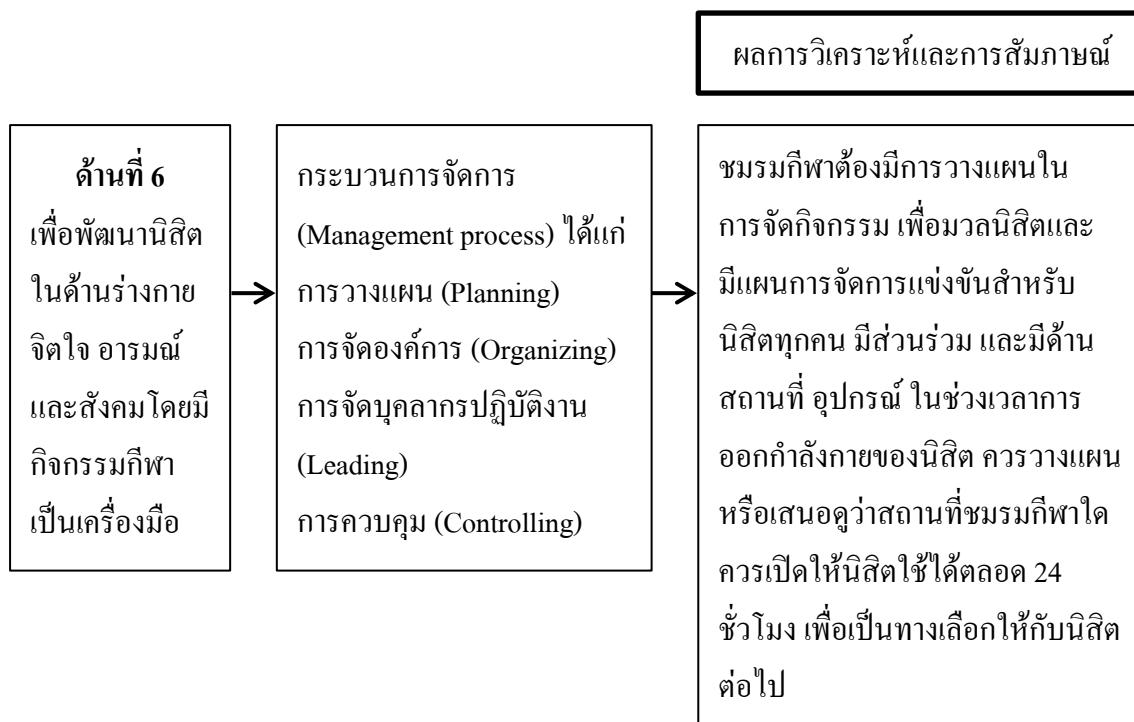 ผลการวิเคราะห์และการสัมภาษณ์
ด้านที่ 6
เพื่อพัฒนานิสิต
ในด้านร่างกาย
จิตใจ อารมณ์
และสังคมโดยมี
กิจกรรมกีฬา
เป็นเครื่องมือ
กระบวนการจัดการ
(Management process) ได้แก่
การวางแผน (Planning)
การจัดองค์การ (Organizing)
การจัดบุคลากรปฏิบัติงาน
(Leading)
การควบคุม (Controlling)
ชมรมกีฬาต้องมีการวางแผนใน
การจัดกิจกรรม เพื่อมวลนิสิตและ
มีแผนการจัดการแข่งขันสำหรับ
นิสิตทุกคน มีส่วนร่วม และมีด้าน
สถานที่ อุปกรณ์ ในช่วงเวลาการ
ออกกำลังกายของนิสิต ควรวางแผน
หรือเสนอดูว่าสถานที่ชมรมกีฬาใด
ควรเปิดให้นิสิตใช้ได้ตลอด 24
ชั่วโมง เพื่อเป็นทางเลือกให้กับนิสิต
ต่อไป